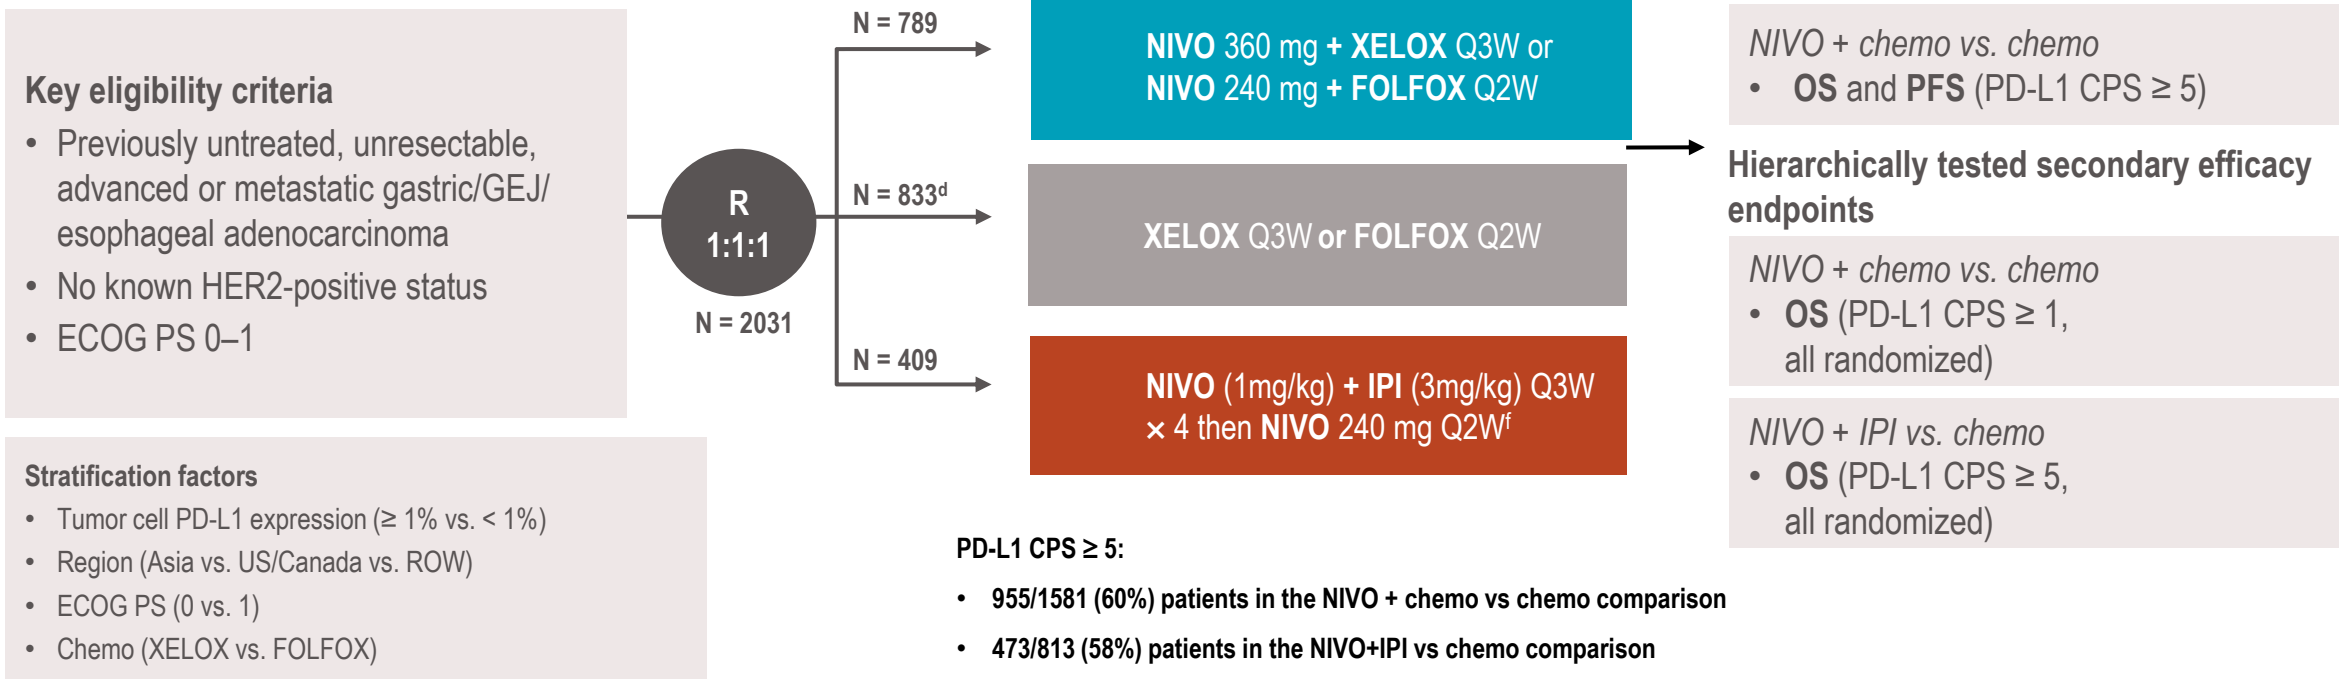 Key eligibility criteria
• Previously untreated, unresectable,
advanced or metastatic gastric/GEJ/
esophageal adenocarcinoma
• No known HER2-positive status
• ECOG PS 0–1
Stratification factors
• Tumor cell PD-L1 expression (≥ 1% vs. < 1%)
• Region (Asia vs. US/Canada vs. ROW)
• ECOG PS (0 vs. 1)
• Chemo (XELOX vs. FOLFOX)
R
1:1:1
N = 2031
N = 789
N = 833ᵈ
N = 409
NIVO 360 mg + XELOX Q3W or
NIVO 240 mg + FOLFOX Q2W
XELOX Q3W or FOLFOX Q2W
NIVO (1mg/kg) + IPI (3mg/kg) Q3W
× 4 then NIVO 240 mg Q2Wᶠ
PD-L1 CPS ≥ 5:
• 955/1581 (60%) patients in the NIVO + chemo vs chemo comparison
• 473/813 (58%) patients in the NIVO+IPI vs chemo comparison
NIVO + chemo vs. chemo
• OS and PFS (PD-L1 CPS ≥ 5)
Hierarchically tested secondary efficacy
endpoints
NIVO + chemo vs. chemo
• OS (PD-L1 CPS ≥ 1,
all randomized)
NIVO + IPI vs. chemo
• OS (PD-L1 CPS ≥ 5,
all randomized)